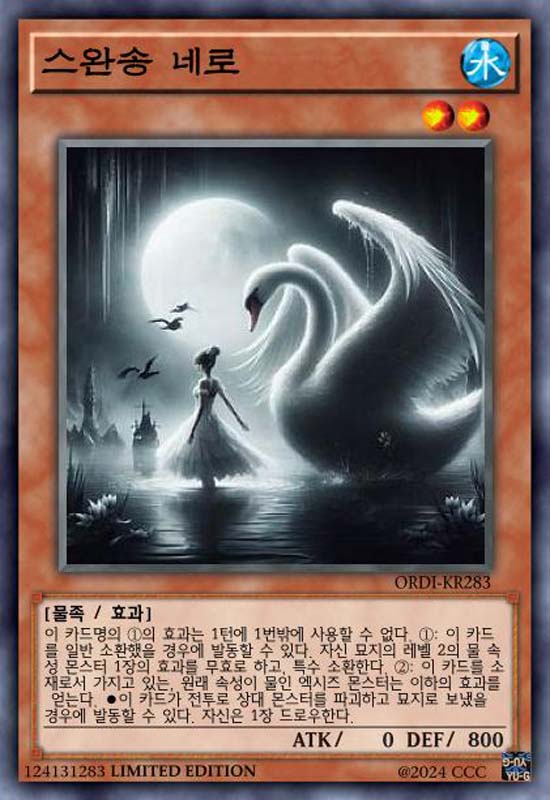 스완송 네로
水
ORDI-KR283
[물족 / 효과]
이 카드명의 ①의 효과는 1턴에 1번밖에 사용할 수 없다. ①: 이 카드
를 일반 소환했을 경우에 발동할 수 있다. 자신 묘지의 레벨 2의 물 속
성 몬스터 1장의 효과를 무효로 하고, 특수 소환한다. ②: 이 카드를 소
재로서 가지고 있는, 원래 속성이 물인 엑시즈 몬스터는 이하의 효과를
얻는다. ●이 카드가 전투로 상대 몬스터를 파괴하고 묘지로 보냈을
경우에 발동할 수 있다. 자신은 1장 드로우한다.
ATK/ 0 DEF/ 800
124131283 LIMITED EDITION @2024 CCC